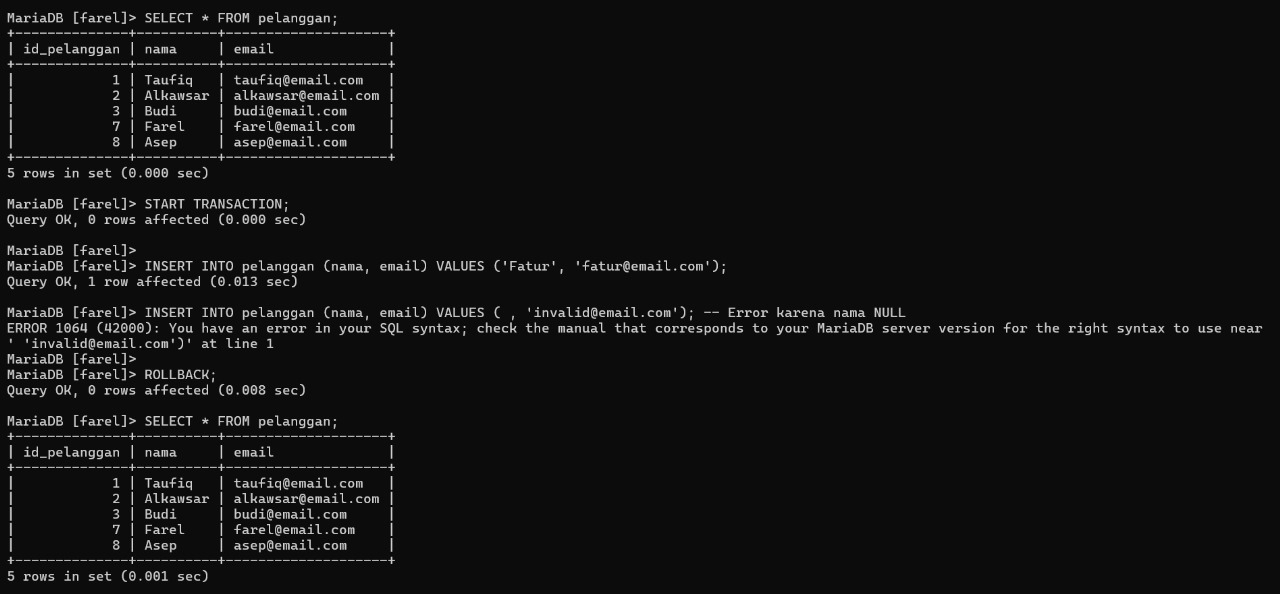 MariaDB [farel]> SELECT * FROM pelanggan;
+--------------+----------+--------------------+
| id_pelanggan | nama     | email              |
+--------------+----------+--------------------+
|            1 | Taufiq   | taufiq@email.com   |
|            2 | Alkawsar | alkawsar@email.com |
|            3 | Budi     | budi@email.com     |
|            7 | Farel    | farel@email.com    |
|            8 | Asep     | asep@email.com     |
+--------------+----------+--------------------+
5 rows in set (0.000 sec)

MariaDB [farel]> START TRANSACTION;
Query OK, 0 rows affected (0.000 sec)

MariaDB [farel]>
MariaDB [farel]> INSERT INTO pelanggan (nama, email) VALUES ('Fatur', 'fatur@email.com');
Query OK, 1 row affected (0.013 sec)

MariaDB [farel]> INSERT INTO pelanggan (nama, email) VALUES ( , 'invalid@email.com'); -- Error karena nama NULL
ERROR 1064 (42000): You have an error in your SQL syntax; check the manual that corresponds to your MariaDB server version for the right syntax to use near
' 'invalid@email.com')' at line 1
MariaDB [farel]>
MariaDB [farel]> ROLLBACK;
Query OK, 0 rows affected (0.008 sec)

MariaDB [farel]> SELECT * FROM pelanggan;
+--------------+----------+--------------------+
| id_pelanggan | nama     | email              |
+--------------+----------+--------------------+
|            1 | Taufiq   | taufiq@email.com   |
|            2 | Alkawsar | alkawsar@email.com |
|            3 | Budi     | budi@email.com     |
|            7 | Farel    | farel@email.com    |
|            8 | Asep     | asep@email.com     |
+--------------+----------+--------------------+
5 rows in set (0.001 sec)